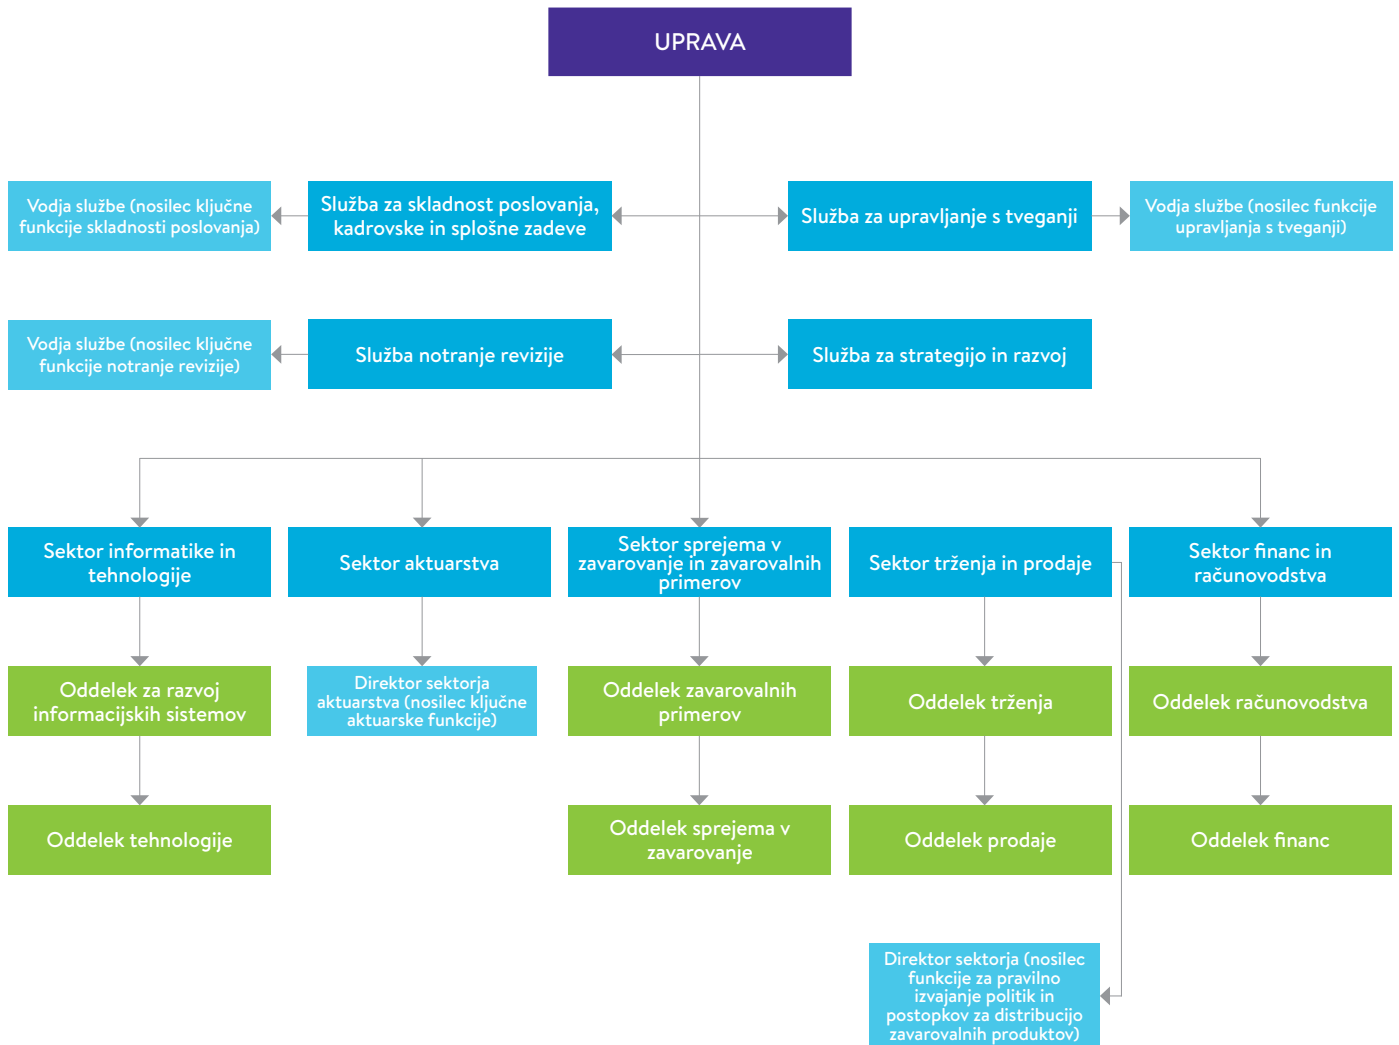 UPRAVA
Vodja službe (nosilec ključne
funkcije skladnosti poslovanja)
Služba za skladnost poslovanja,
kadrovske in splošne zadeve
Služba za upravljanje s tveganji
Vodja službe (nosilec funkcije
upravljanja s tveganji)
Vodja službe (nosilec ključne
funkcije notranje revizije)
Služba notranje revizije
Služba za strategijo in razvoj
Sektor informatike in
tehnologije
Sektor aktuarstva
Sektor sprejema v
zavarovanje in zavarovalnih
primerov
Sektor trženja in prodaje
Sektor financ in
računovodstva
Oddelek za razvoj
informacijskih sistemov
Direktor sektorja
aktuarstva (nosilec ključne
aktuarske funkcije)
Oddelek zavarovalnih
primerov
Oddelek trženja
Oddelek računovodstva
Oddelek tehnologije
Oddelek sprejema v
zavarovanje
Oddelek prodaje
Oddelek financ
Direktor sektorja (nosilec
funkcije za pravilno
izvajanje politik in
postopkov za distribucijo
zavarovalnih produktov)